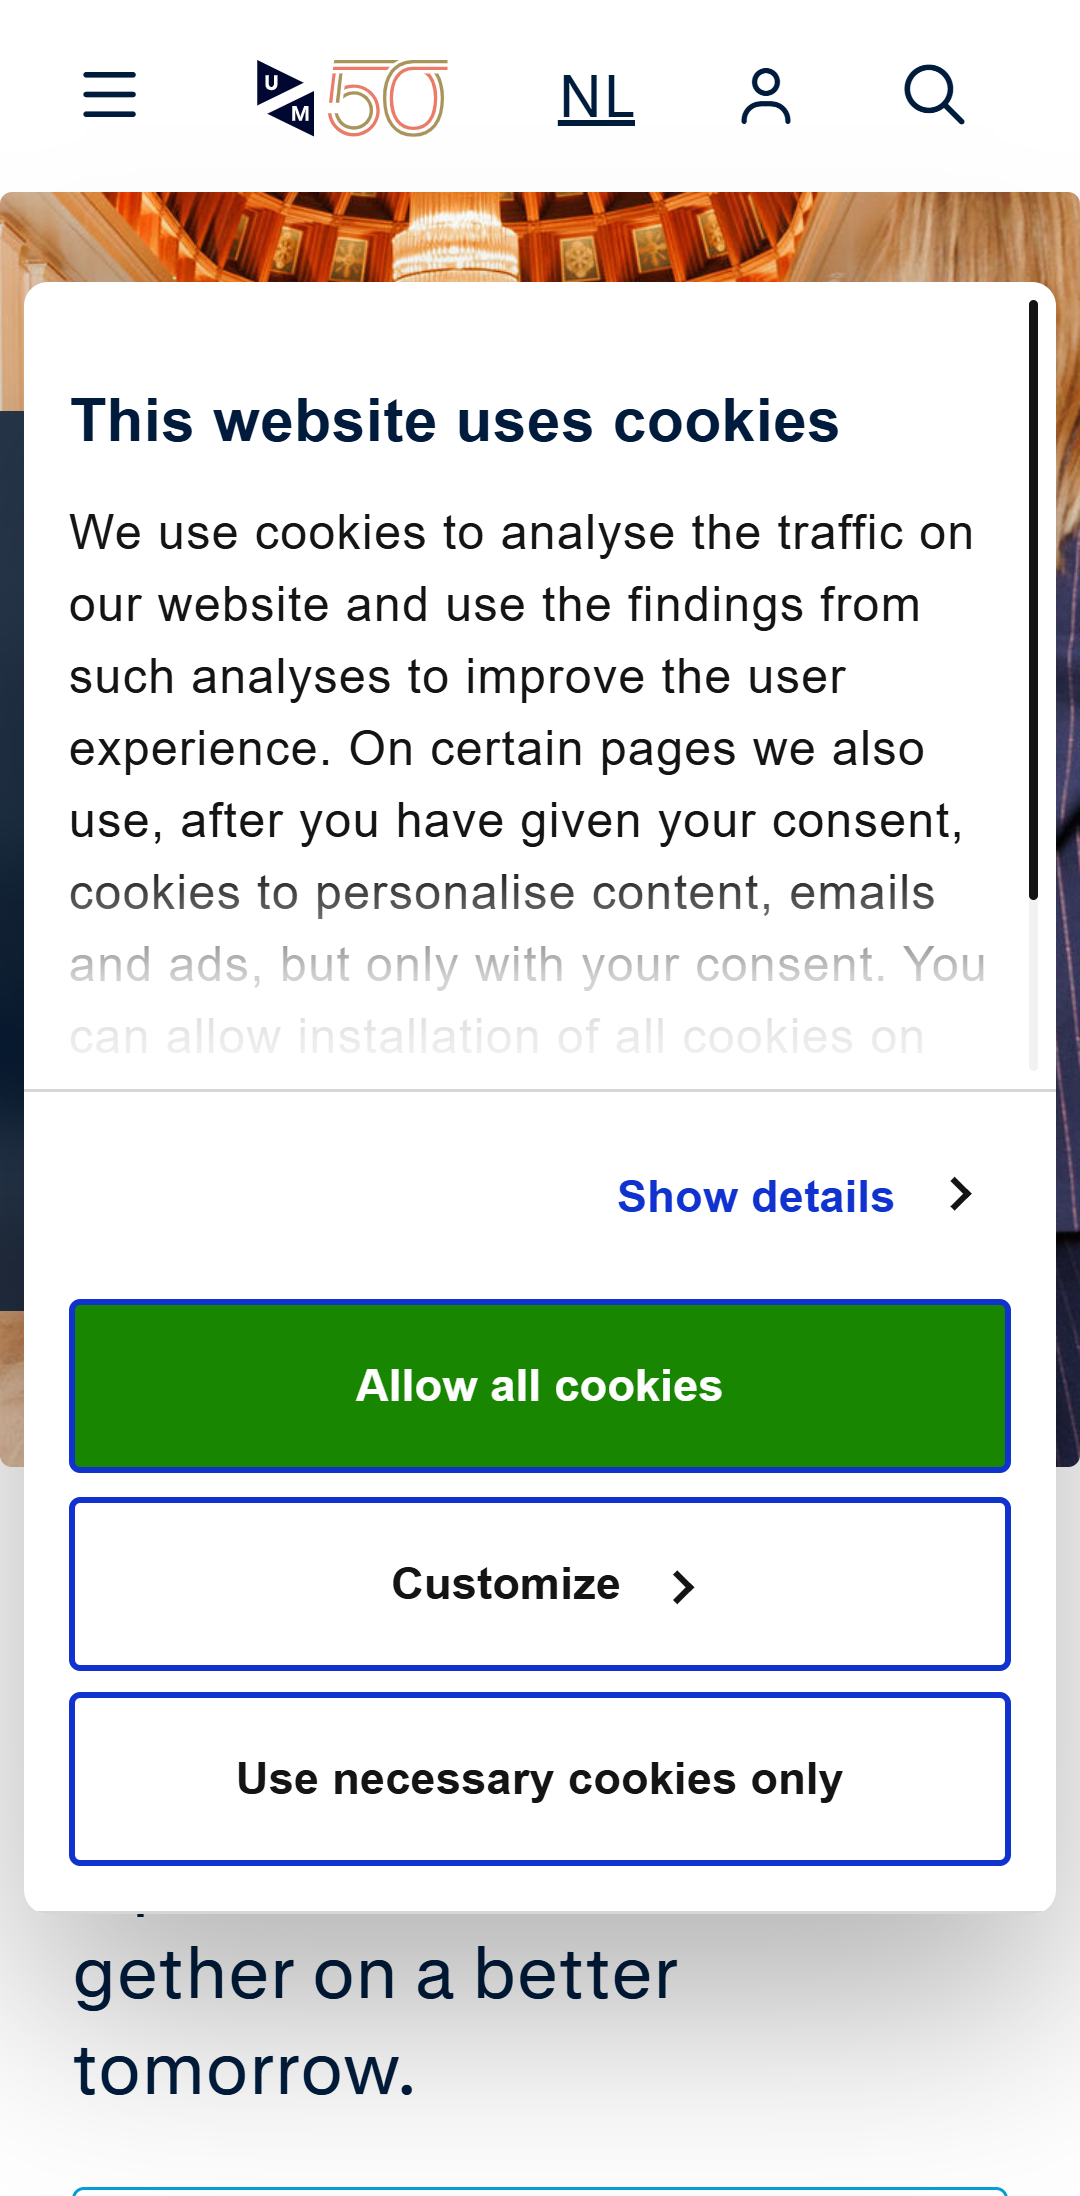 U
M
50
NL
This website uses cookies
We use cookies to analyse the traffic on
our website and use the findings from
such analyses to improve the user
experience. On certain pages we also
use, after you have given your consent,
cookies to personalise content, emails
and ads, but only with your consent. You
can allow installation of all cookies on
Show details
Allow all cookies
Customize
Use necessary cookies only
gether on a better
tomorrow.